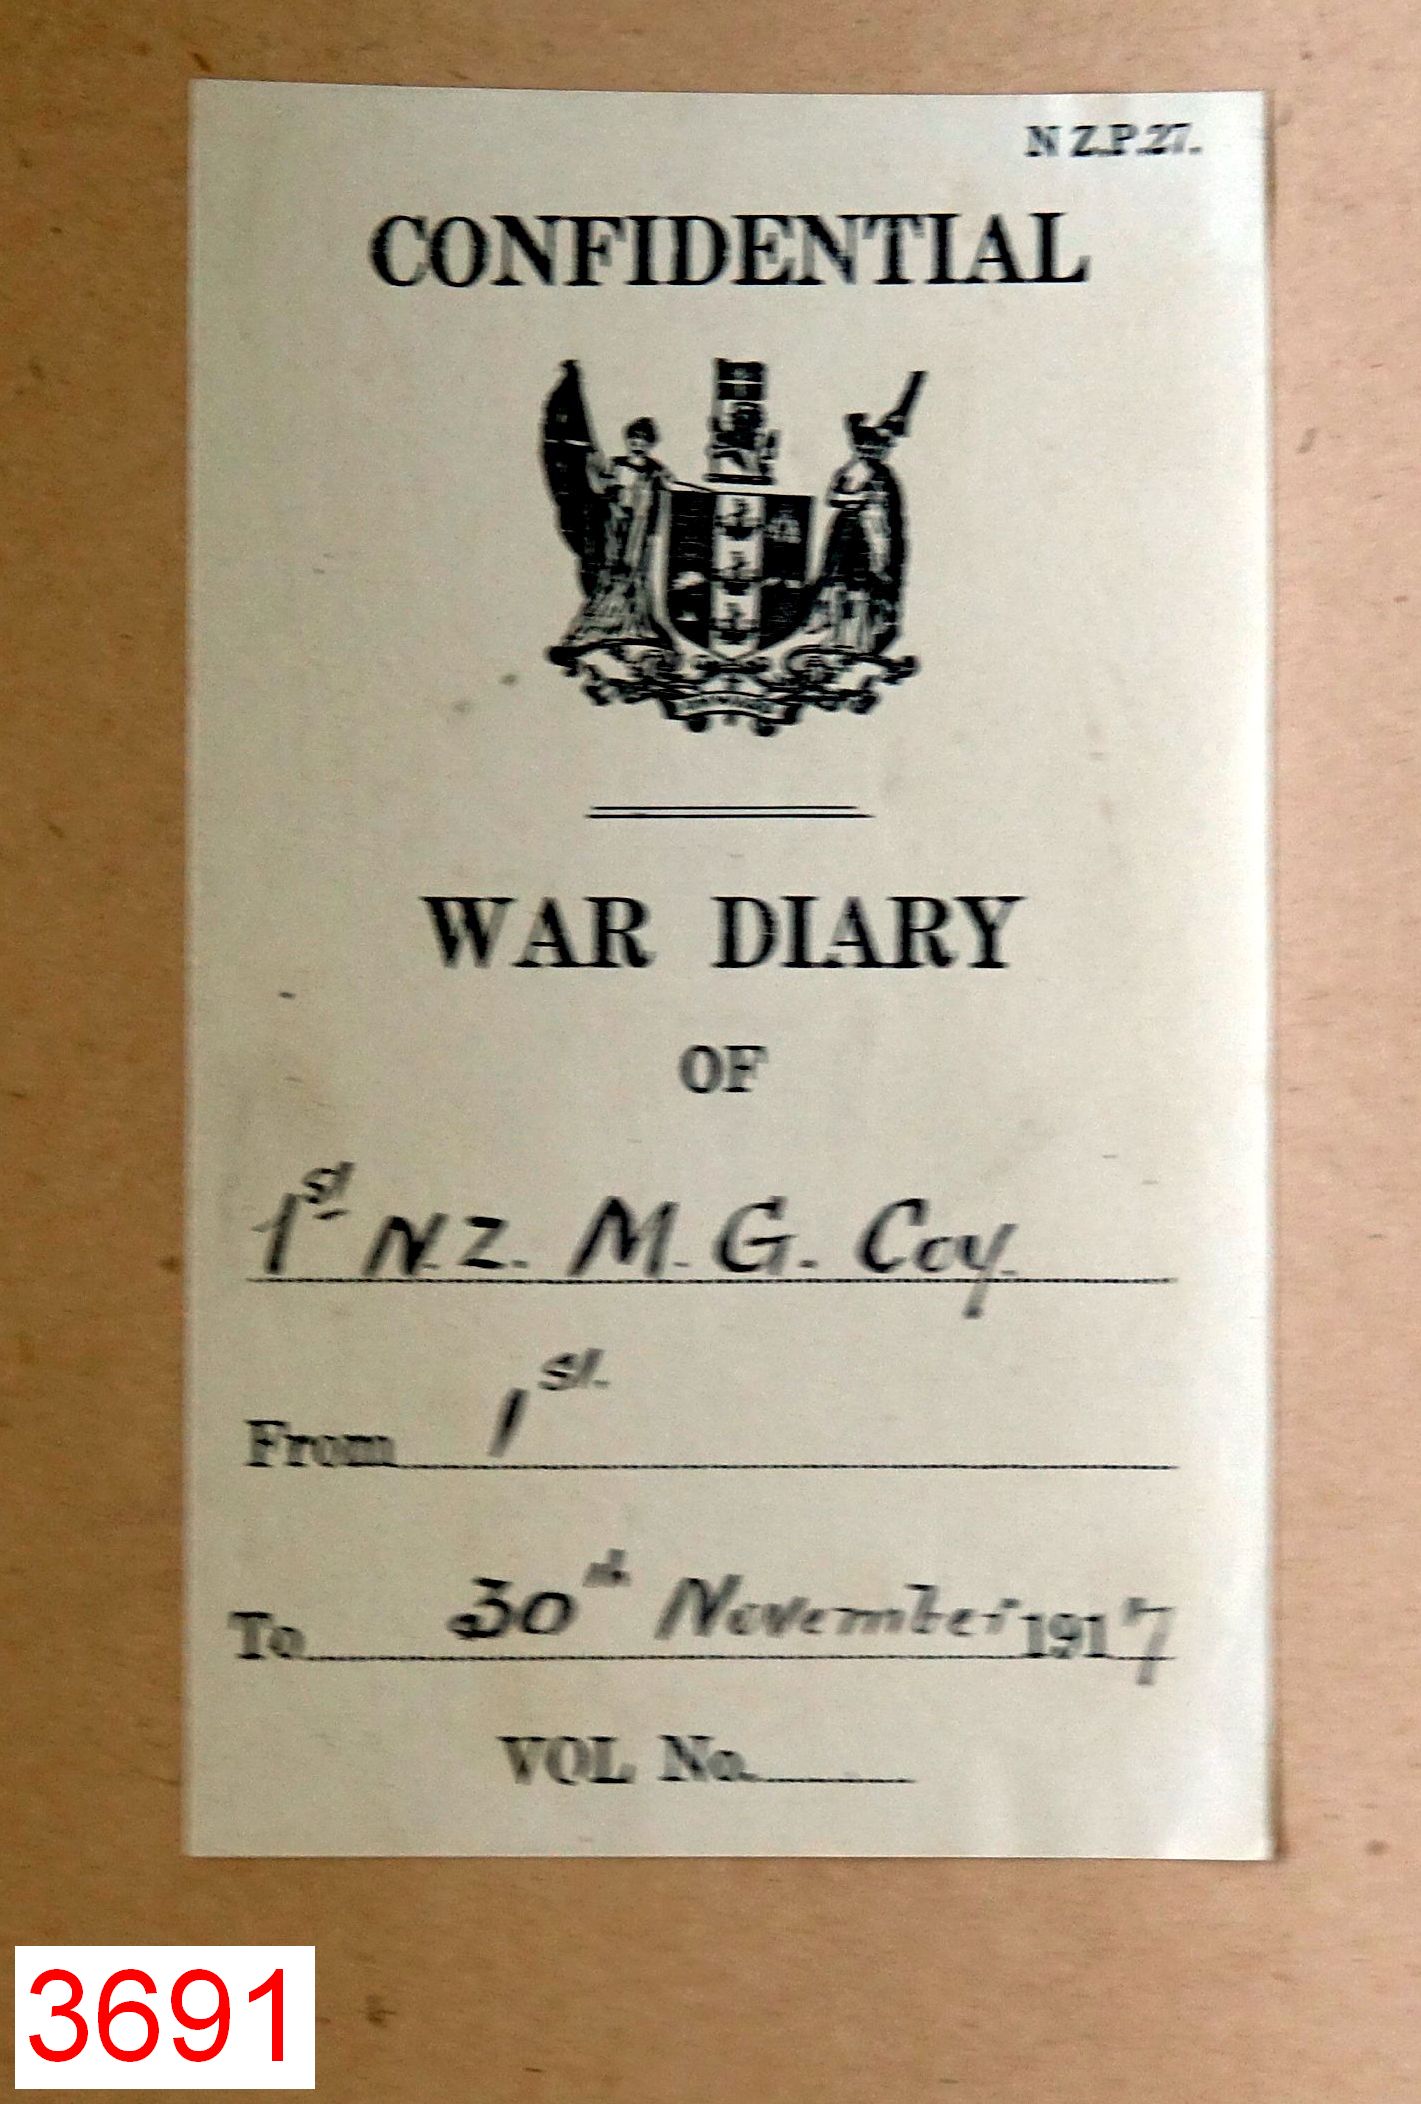 N Z.P.27.
CONFIDENTIAL
WAR DIARY
OF
1st N.Z. M.G. Coy.
From 1st
To 30th November 1917
VOL No.
3691